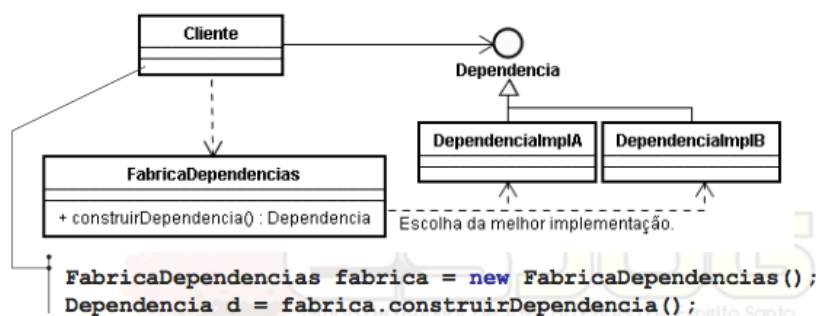 Cliente
Dependencia
DependenciaImplA
DependenciaImplB
FabricaDependencias
+ construirDependencia() : Dependencia
Escolha da melhor implementação.
FabricaDependencias fabrica = new FabricaDependencias();
Dependencia d = fabrica.construirDependencia();